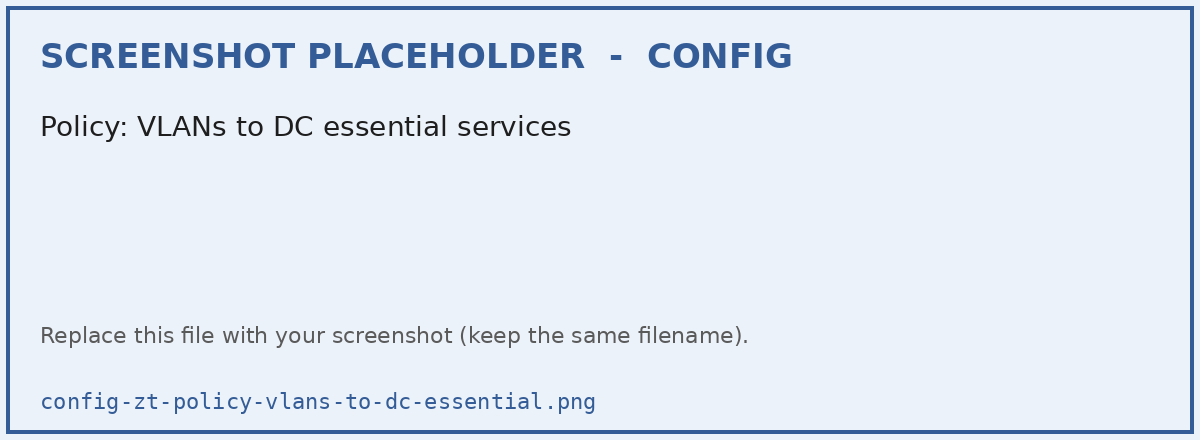 SCREENSHOT PLACEHOLDER - CONFIG
Policy: VLANs to DC essential services
Replace this file with your screenshot (keep the same filename).
config-zt-policy-vlans-to-dc-essential.png